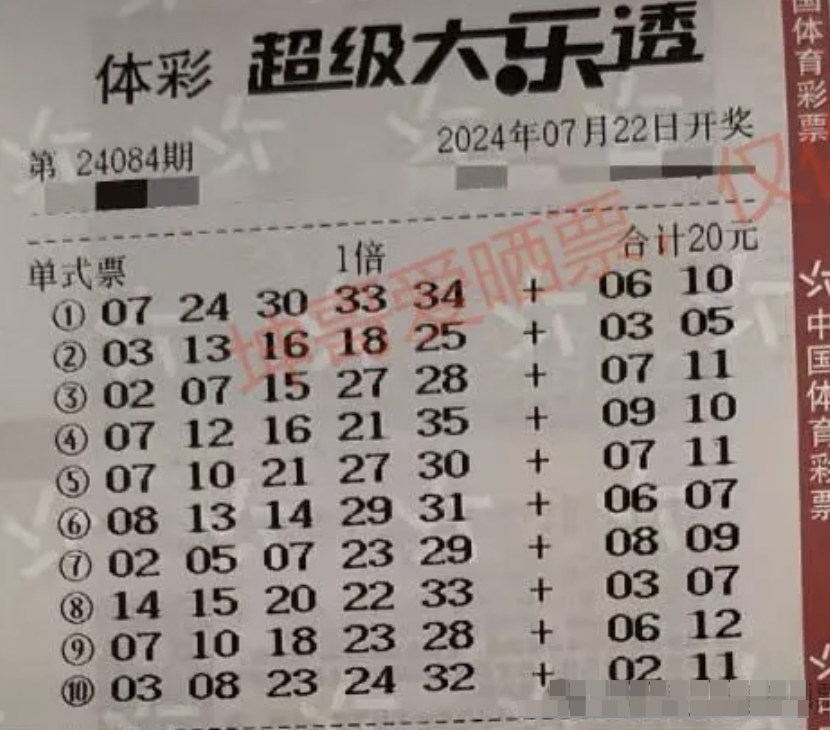 体彩 超级大乐透
第 24084期 2024年07月22日开奖
单式票 1倍 合计20元
① 07 24 30 33 34 + 06 10
② 03 13 16 18 25 + 03 05
③ 02 07 15 27 28 + 07 11
④ 07 12 16 21 35 + 09 10
⑤ 07 10 21 27 30 + 07 11
⑥ 08 13 14 29 31 + 06 07
⑦ 02 05 07 23 29 + 08 09
⑧ 14 15 20 22 33 + 03 07
⑨ 07 10 18 23 28 + 06 12
⑩ 03 08 23 24 32 + 02 11
坤哥爱晒票,仅
国体育彩票
中国体育彩票